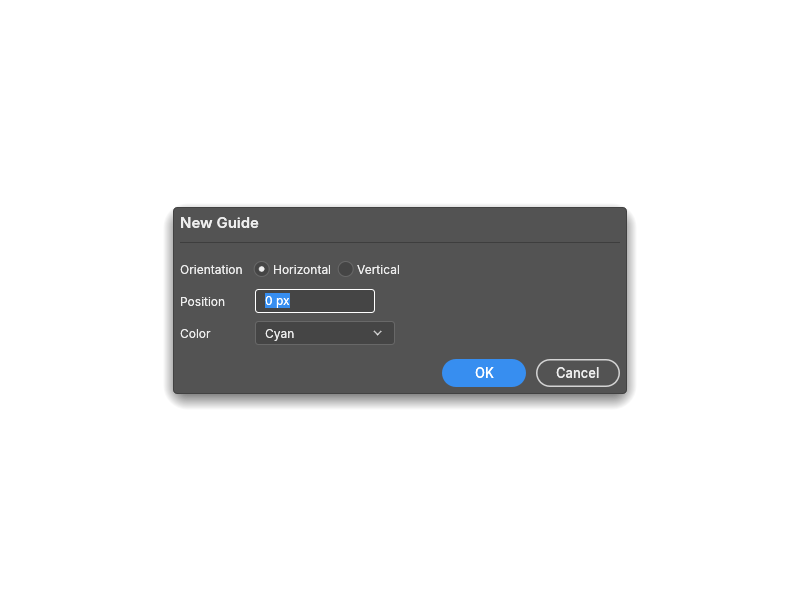 New Guide
Orientation Horizontal Vertical
Position 0 px
Color Cyan
OK Cancel